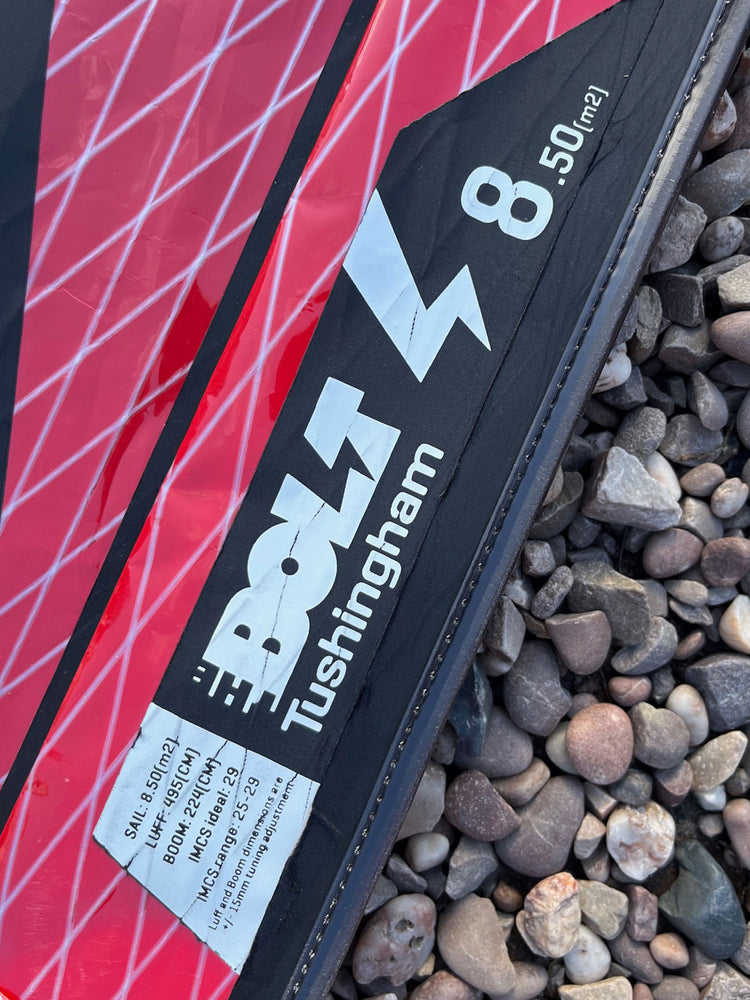 8.50(m2)
BOLT
Tushingham
SAIL: 8.50(m2)
LUFF: 495(CM)
BOOM: 224(CM)
IMCS ideal: 29
IMCS range: 25-29
Luff and Boom dimensions are
+/- 15mm tuning adjustment